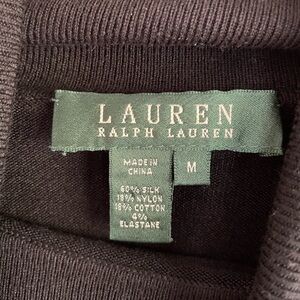 LAUREN
RALPH LAUREN
MADE IN
CHINA
M
60% SILK
18% NYLON
18% COTTON
4%
ELASTANE